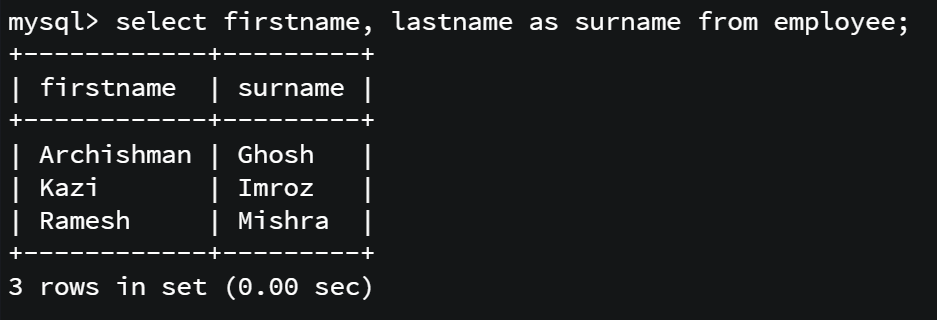 mysql> select firstname, lastname as surname from employee;
+------------+---------+
| firstname  | surname |
+------------+---------+
| Archishman | Ghosh   |
| Kazi       | Imroz   |
| Ramesh     | Mishra  |
+------------+---------+
3 rows in set (0.00 sec)